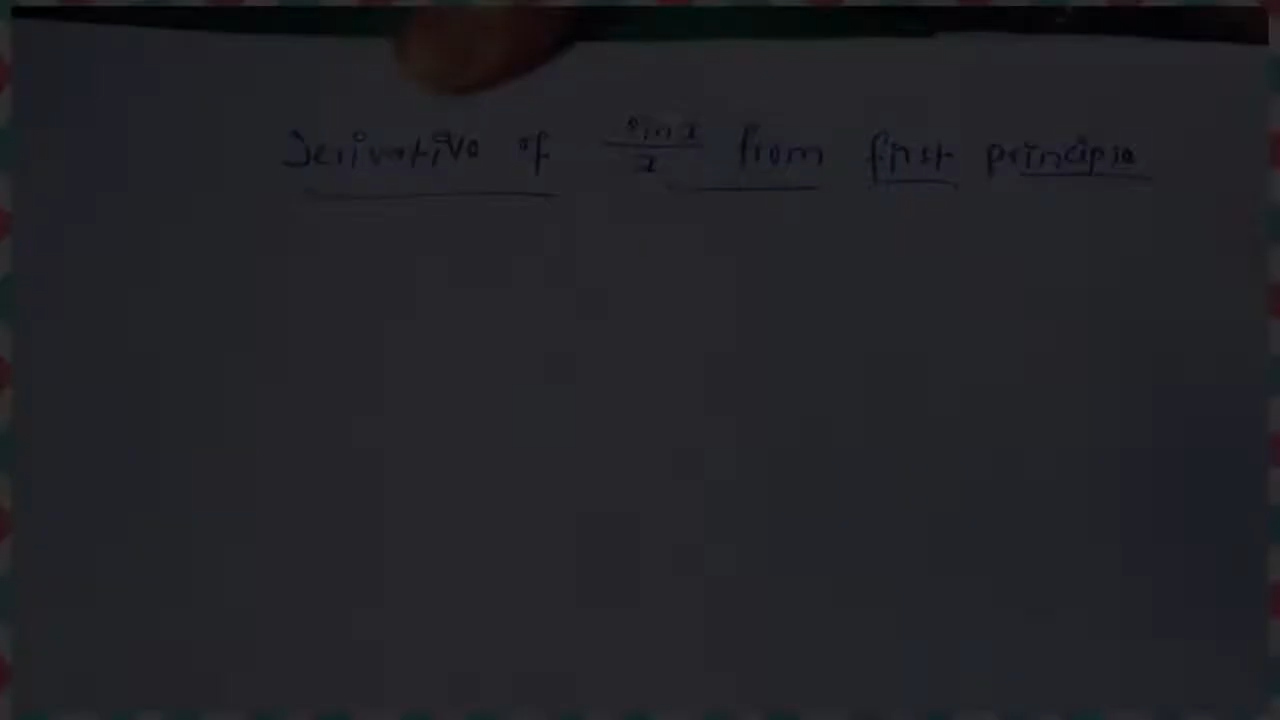 Derivative of sin x / x from first principle